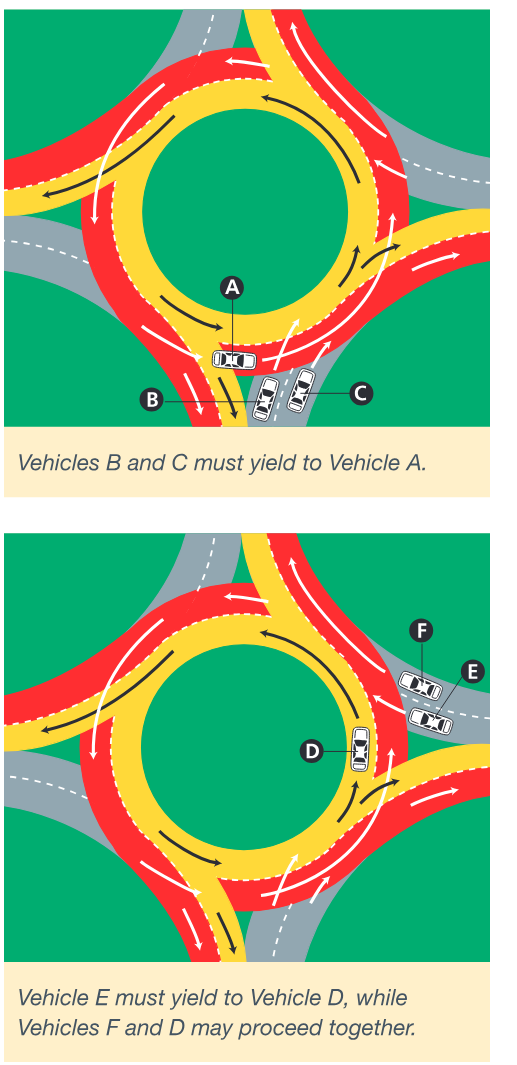 A
B
C
Vehicles B and C must yield to Vehicle A.
F
E
D
Vehicle E must yield to Vehicle D, while
Vehicles F and D may proceed together.